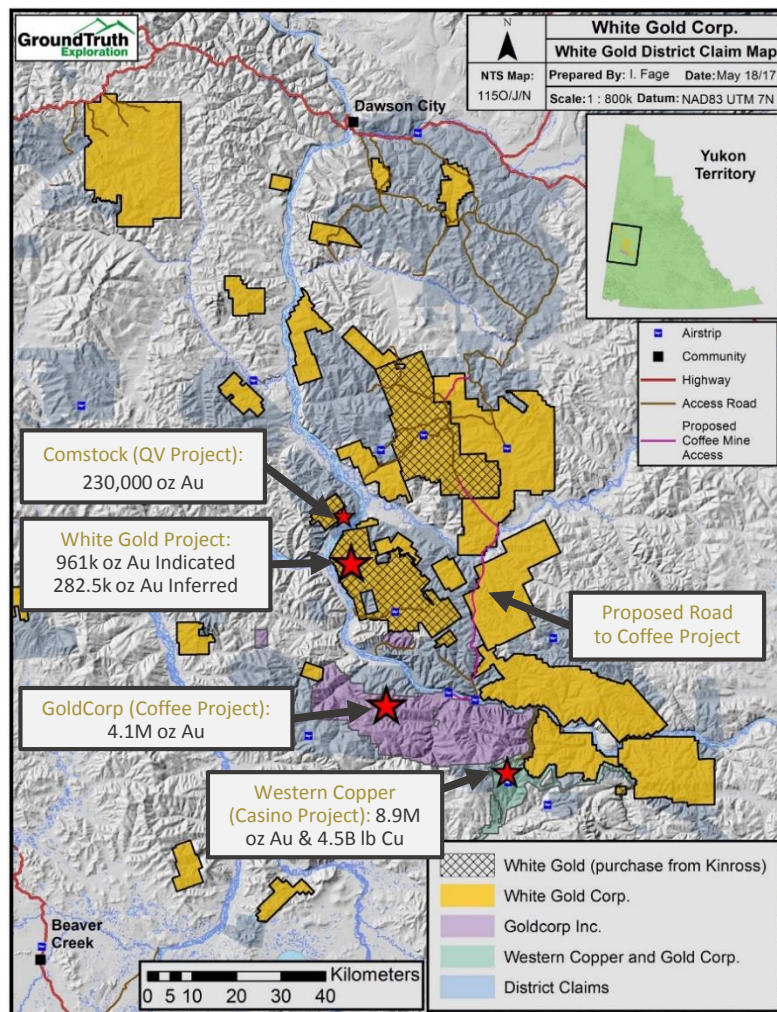 GroundTruth
Exploration
N
NTS Map:
115O/J/N
White Gold Corp.
White Gold District Claim Map
Prepared By: I. Fage Date: May 18/17
Scale: 1 : 800k Datum: NAD83 UTM 7N
Dawson City
Yukon
Territory
Airstrip
Community
Highway
Access Road
Proposed
Coffee Mine
Access
Comstock (QV Project):
230,000 oz Au
White Gold Project:
961k oz Au Indicated
282.5k oz Au Inferred
Proposed Road
to Coffee Project
GoldCorp (Coffee Project):
4.1M oz Au
Western Copper
(Casino Project): 8.9M
oz Au & 4.5B lb Cu
Beaver
Creek
Kilometers
0 5 10 20 30 40
White Gold (purchase from Kinross)
White Gold Corp.
Goldcorp Inc.
Western Copper and Gold Corp.
District Claims